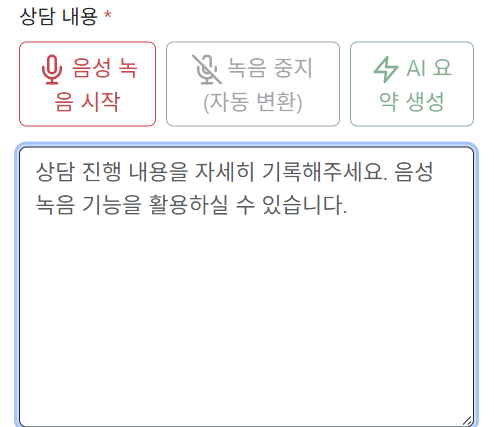 상담 내용 *
음성 녹
음 시작
녹음 중지
(자동 변환)
AI 요
약 생성
상담 진행 내용을 자세히 기록해주세요. 음성
녹음 기능을 활용하실 수 있습니다.